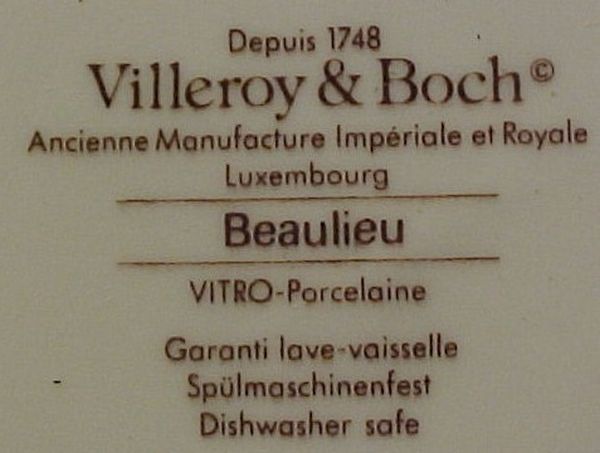 Depuis 1748
Villeroy & Boch©
Ancienne Manufacture Impériale et Royale
Luxembourg
Beaulieu
VITRO-Porcelaine
Garanti lave-vaisselle
Spülmaschinenfest
Dishwasher safe